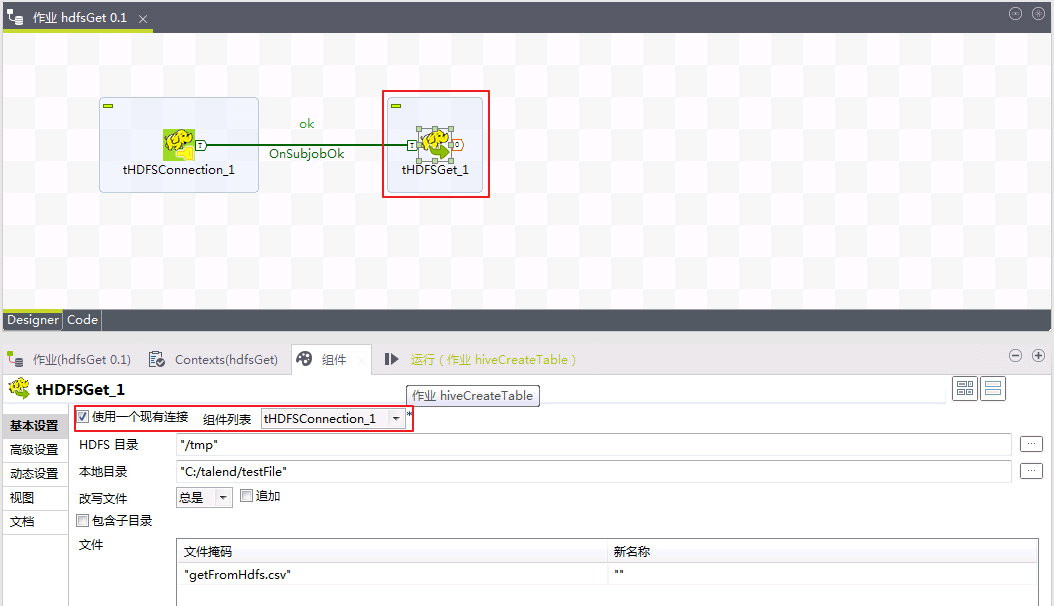 作业 hdfsGet 0.1
ok
T
T
O
OnSubjobOk
tHDFSConnection_1
tHDFSGet_1
Designer Code
作业(hdfsGet 0.1) Contexts(hdfsGet) 组件 运行 ( 作业 hiveCreateTable )
tHDFSGet_1
作业 hiveCreateTable
基本设置
高级设置
动态设置
视图
文档
使用一个现有连接 组件列表 tHDFSConnection_1 *
HDFS 目录 "/tmp" ...
本地目录 "C:/talend/testFile" ...
改写文件 总是 追加
包含子目录
文件
文件掩码 新名称
"getFromHdfs.csv" ""